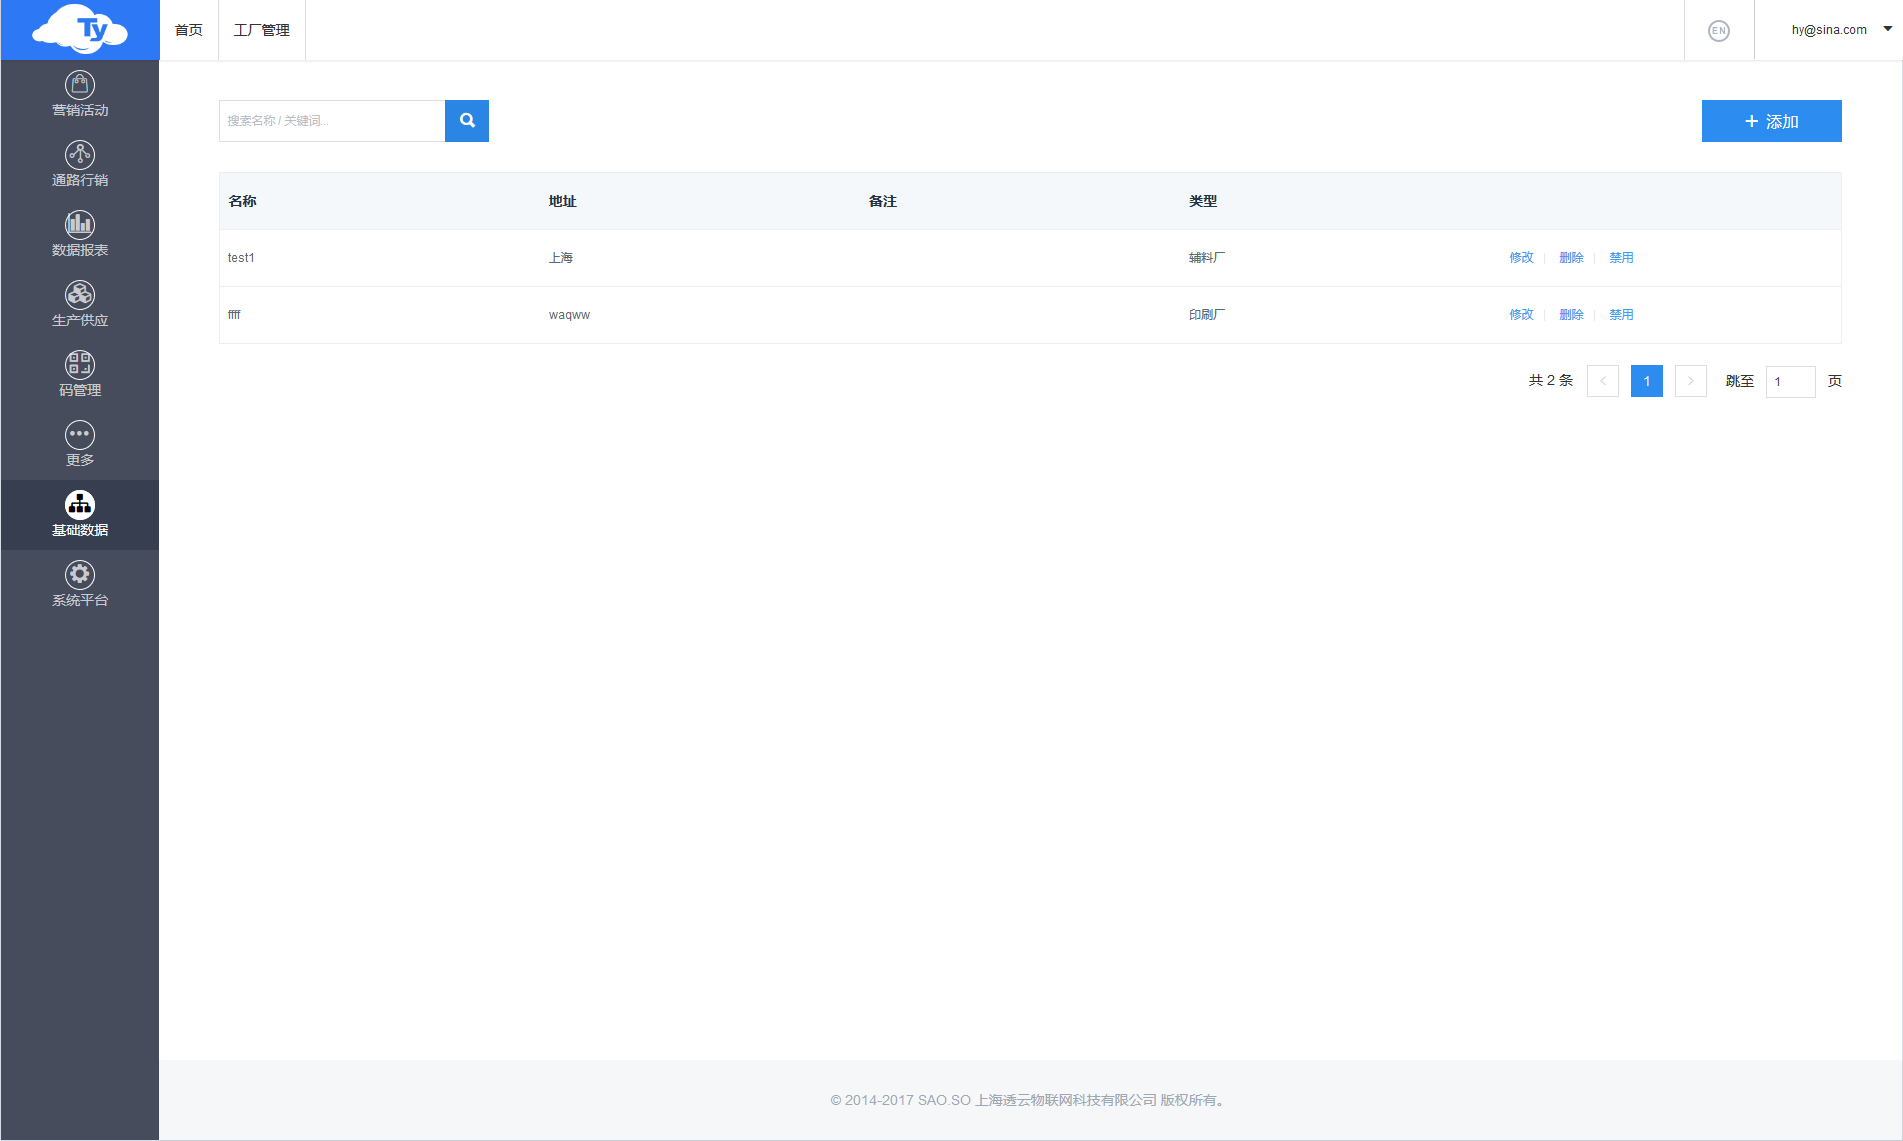 Ty
首页
工厂管理
EN
hy@sina.com
营销活动
通路行销
数据报表
生产供应
码管理
更多
基础数据
系统平台
搜索名称 / 关键词...
+ 添加
名称 地址 备注 类型
test1 上海 辅料厂 修改 删除 禁用
ffff waqww 印刷厂 修改 删除 禁用
共 2 条 < 1 > 跳至 1 页
© 2014-2017 SAO.SO 上海透云物联网科技有限公司 版权所有。